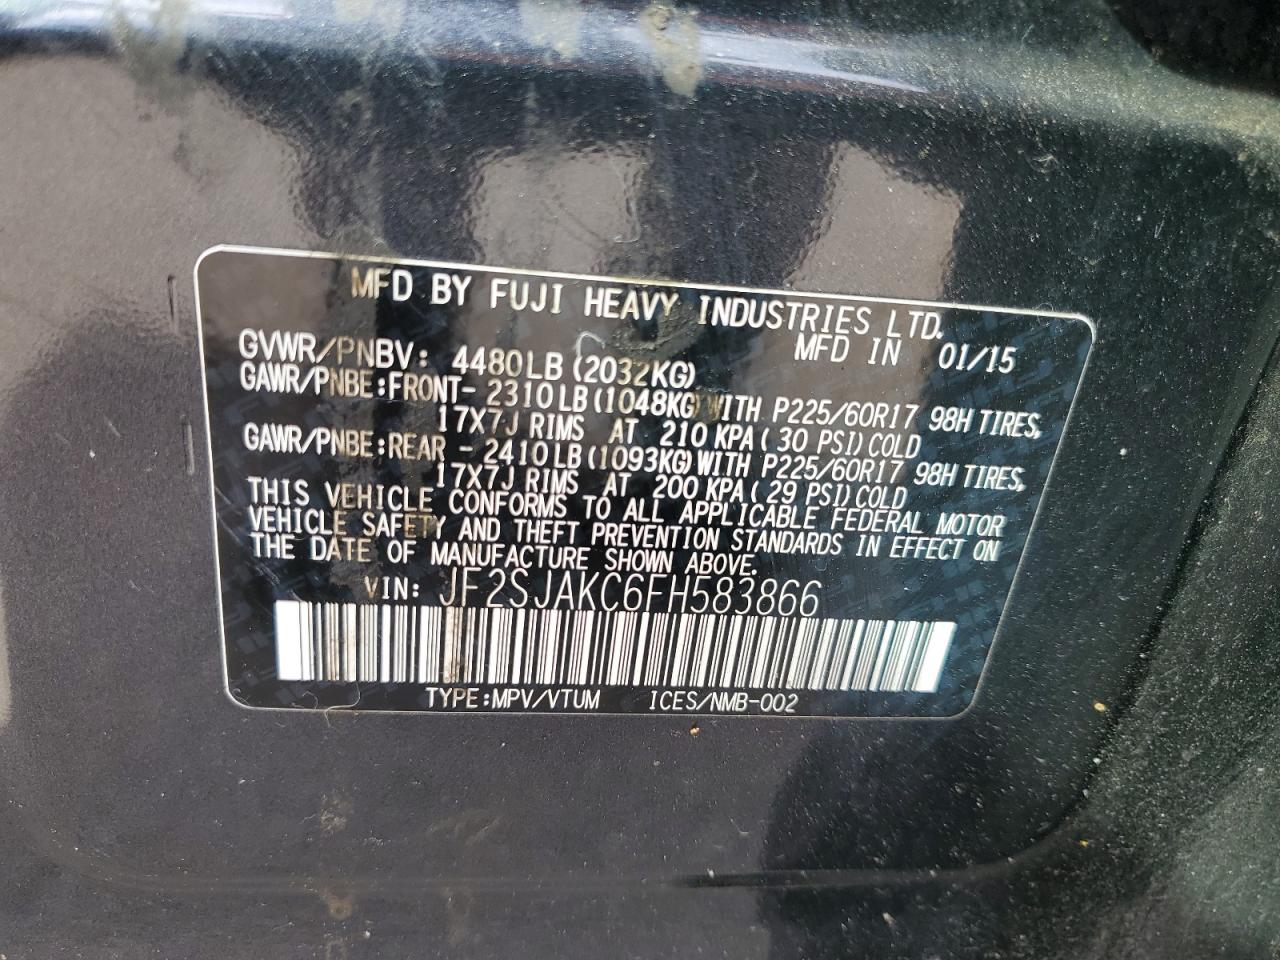 MFD BY FUJI HEAVY INDUSTRIES LTD.
MFD IN 01/15
GVWR/PNBV: 4480LB (2032KG)
GAWR/PNBE:FRONT- 2310LB(1048KG)WITH P225/60R17 98H TIRES,
17X7J RIMS AT 210 KPA( 30 PSI)COLD
GAWR/PNBE:REAR - 2410LB(1093KG)WITH P225/60R17 98H TIRES,
17X7J RIMS AT 200 KPA( 29 PSI)COLD
THIS VEHICLE CONFORMS TO ALL APPLICABLE FEDERAL MOTOR
VEHICLE SAFETY AND THEFT PREVENTION STANDARDS IN EFFECT ON
THE DATE OF MANUFACTURE SHOWN ABOVE.
VIN: JF2SJAKC6FH583866
TYPE:MPV/VTUM ICES/NMB-002